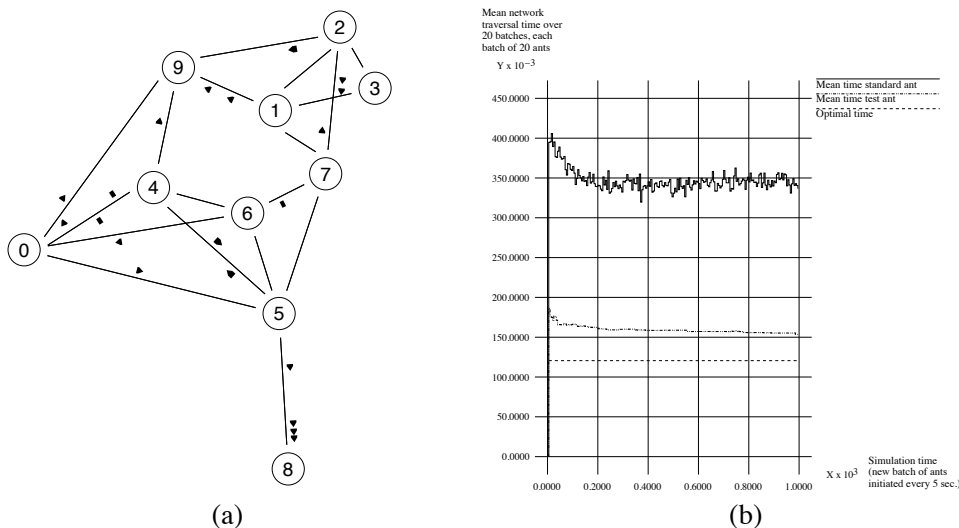 2
9
3
1
7
4
6
0
5
8
(a)
Mean network
traversal time over
20 batches, each
batch of 20 ants
Y x 10-3
Mean time standard ant
Mean time test ant
Optimal time
450.0000
400.0000
350.0000
300.0000
250.0000
200.0000
150.0000
100.0000
50.0000
0.0000
0.0000 0.2000 0.4000 0.6000 0.8000 1.0000
X x 103
Simulation time
(new batch of ants
initiated every 5 sec.)
(b)